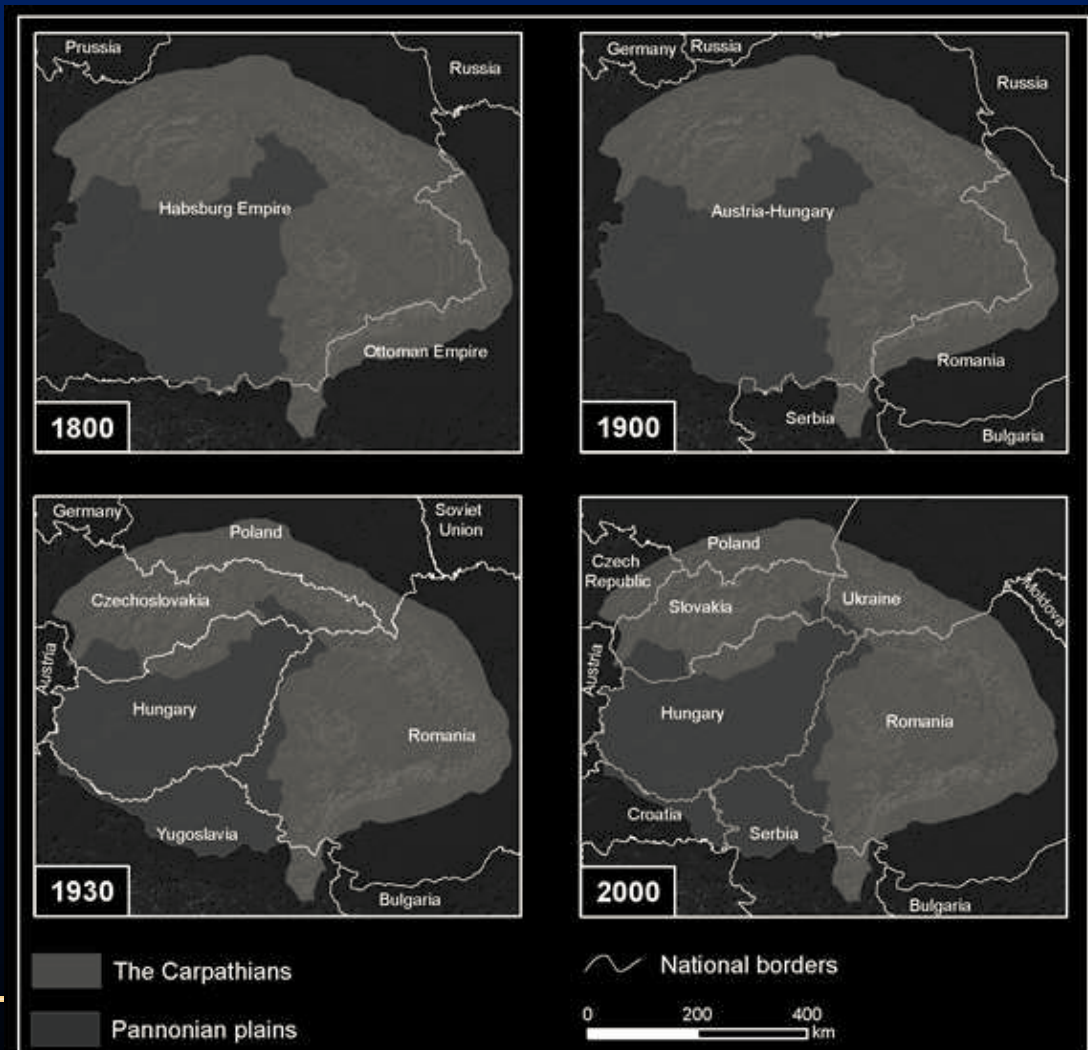 Prussia
Russia
Habsburg Empire
Ottoman Empire
1800
Germany
Russia
Russia
Austria-Hungary
Romania
Serbia
Bulgaria
1900
Germany
Soviet
Union
Poland
Czechoslovakia
Austria
Hungary
Romania
Yugoslavia
Bulgaria
1930
Poland
Czech
Republic
Slovakia
Ukraine
Moldova
Austria
Hungary
Romania
Croatia
Serbia
Bulgaria
2000
The Carpathians
National borders
0 200 400
km
Pannonian plains